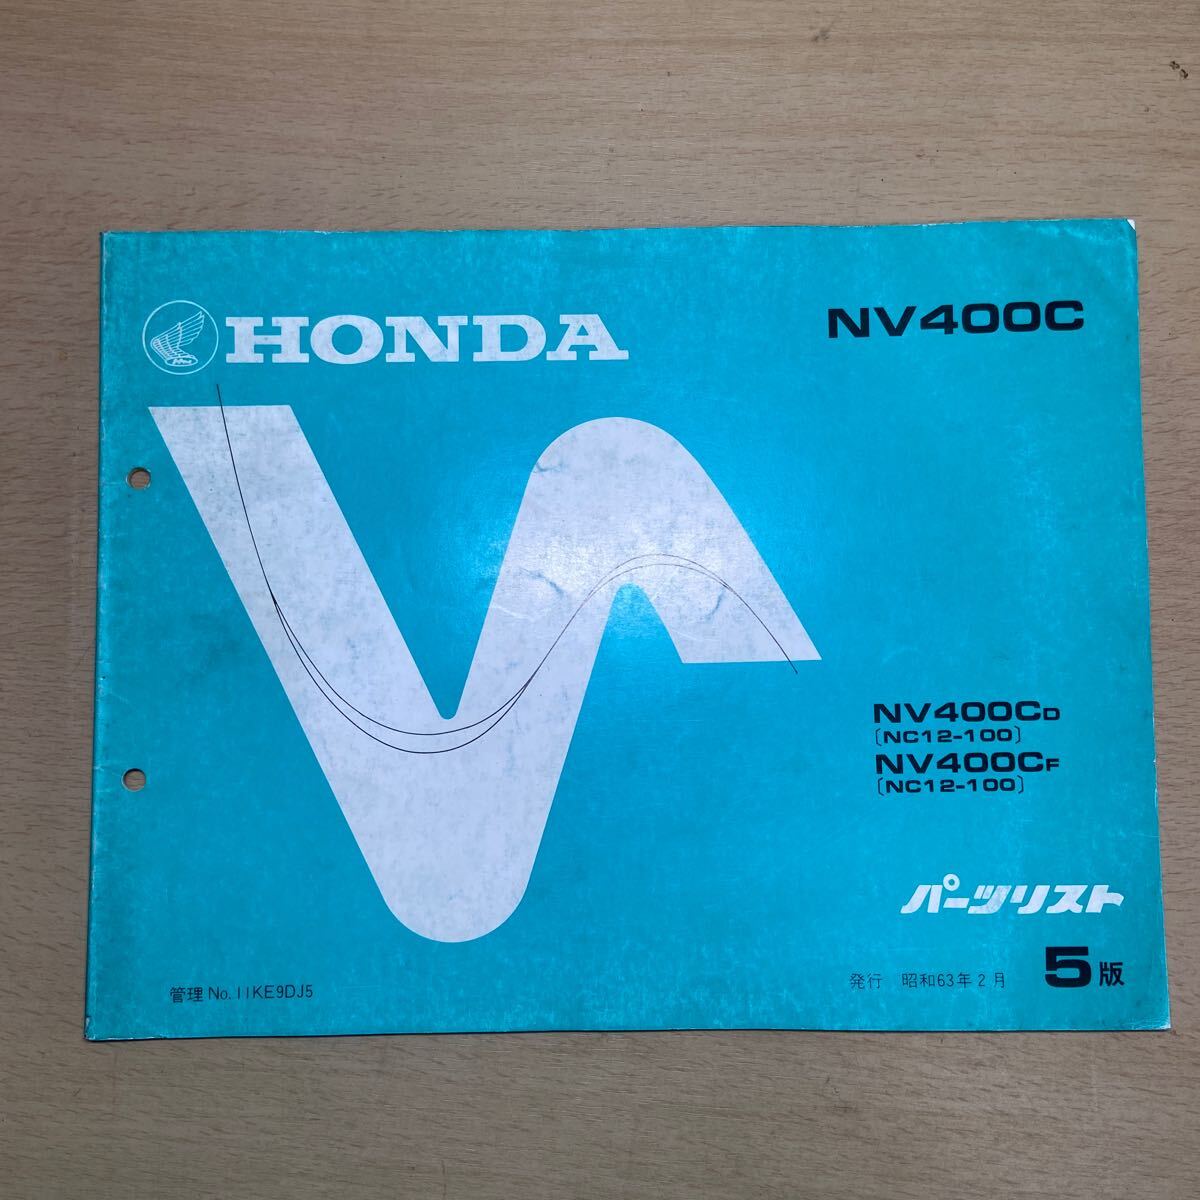 HONDA
NV400C
NV400CD
〔NC12-100〕
NV400CF
〔NC12-100〕
パーツリスト
管理 No.11KE9DJ5
発行 昭和63年2月 5版